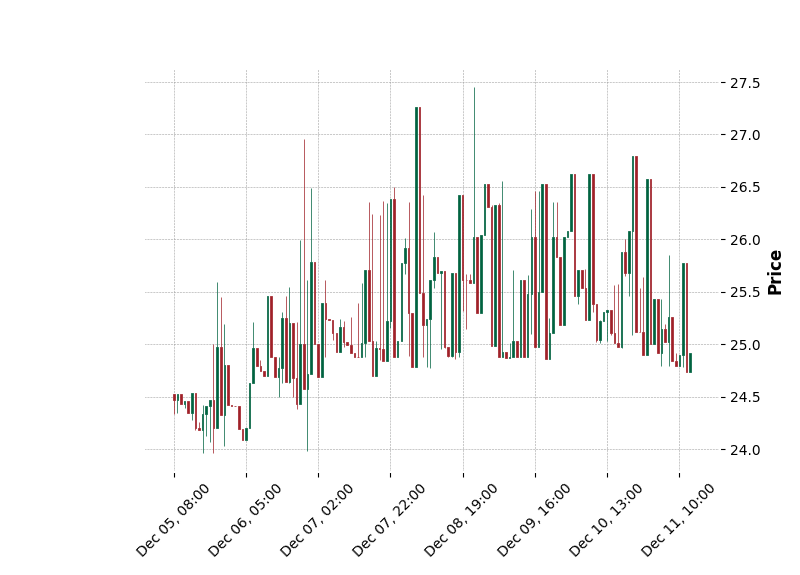 27.5
27.0
26.5
26.0
25.5
25.0
24.5
24.0
Price
Dec 05, 08:00
Dec 06, 05:00
Dec 07, 02:00
Dec 07, 22:00
Dec 08, 19:00
Dec 09, 16:00
Dec 10, 13:00
Dec 11, 10:00